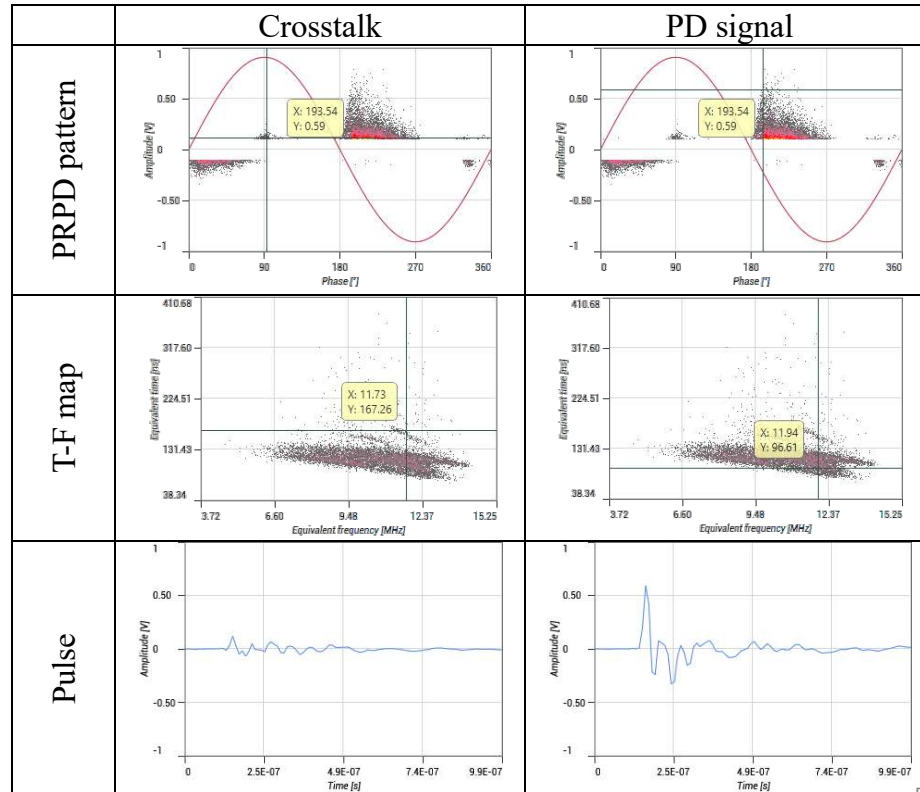 Crosstalk PD signal
PRPD pattern
1
0.50
0
-0.50
-1
Amplitude [V]
X: 193.54
Y: 0.59
0 90 180 270 360
Phase [°]
1
0.50
0
-0.50
-1
Amplitude [V]
X: 193.54
Y: 0.59
0 90 180 270 360
Phase [°]
T-F map
410.68
317.60
224.51
131.43
38.34
Equivalent time [ns]
X: 11.73
Y: 167.26
3.72 6.60 9.48 12.37 15.25
Equivalent frequency [MHz]
410.68
317.60
224.51
131.43
38.34
Equivalent time [ns]
X: 11.94
Y: 96.61
3.72 6.60 9.48 12.37 15.25
Equivalent frequency [MHz]
Pulse
1
0.50
0
-0.50
-1
Amplitude [V]
0 2.5E-07 4.9E-07 7.4E-07 9.9E-07
Time [s]
1
0.50
0
-0.50
-1
Amplitude [V]
0 2.5E-07 4.9E-07 7.4E-07 9.9E-07
Time [s]